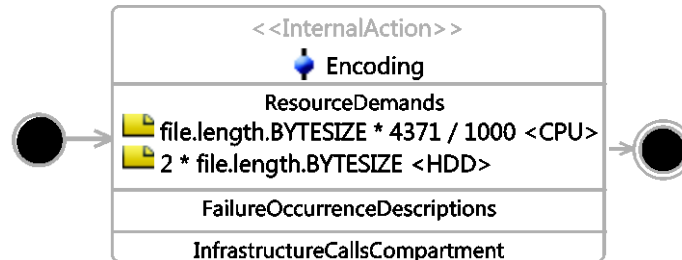 <<InternalAction>>
Encoding
ResourceDemands
file.length.BYTESIZE * 4371 / 1000 <CPU>
2 * file.length.BYTESIZE <HDD>
FailureOccurrenceDescriptions
InfrastructureCallsCompartment